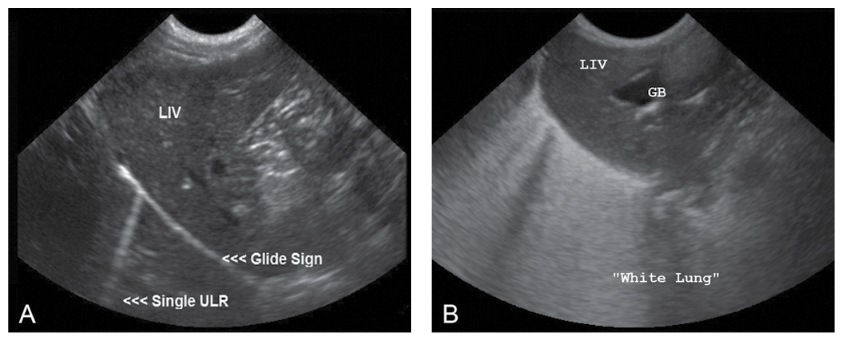 LIV
<<< Glide Sign
<<< Single ULR
A
LIV
GB
"White Lung"
B